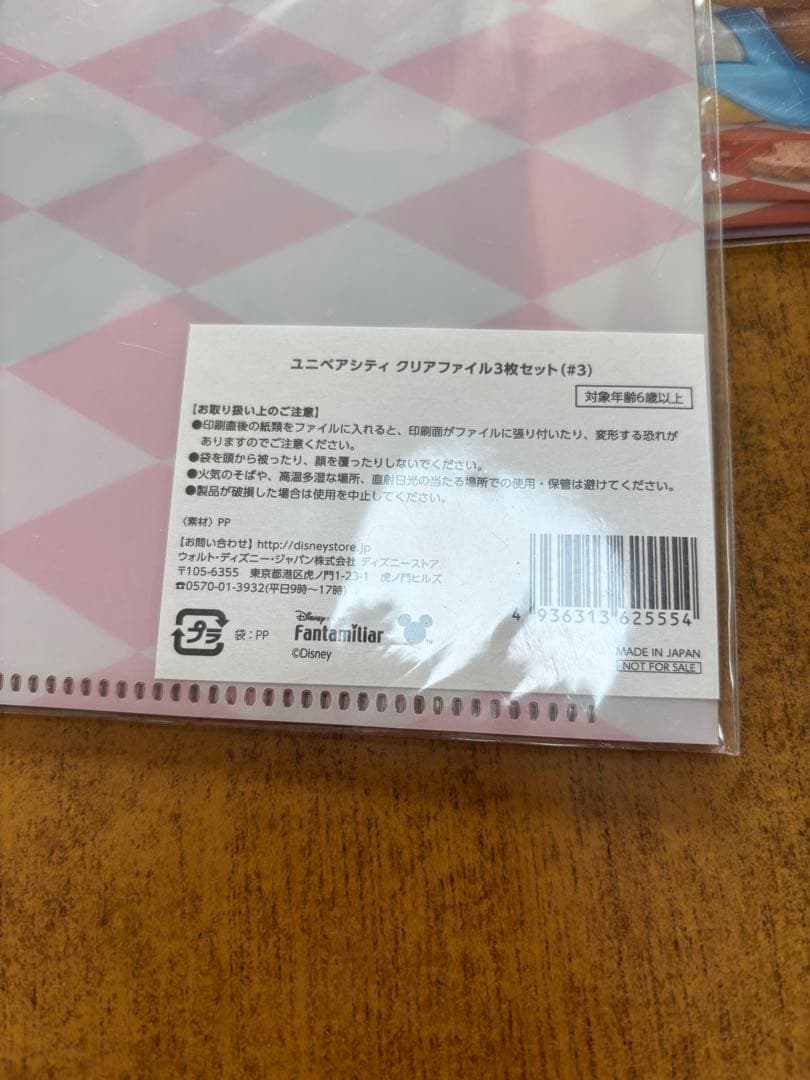 ユニベアシティ クリアファイル3枚セット(#3)
対象年齢6歳以上
【お取り扱い上のご注意】
●印刷直後の紙類をファイルに入れると、印刷面がファイルに張り付いたり、変形する恐れが
ありますのでご注意ください。
●袋を頭から被ったり、顔を覆ったりしないでください。
●火気のそばや、高温多湿な場所、直射日光の当たる場所での使用・保管は避けてください。
●製品が破損した場合は使用を中止してください。
〈素材〉PP
【お問い合わせ】http://disneystore.jp
ウォルト・ディズニー・ジャパン株式会社 ディズニーストア
〒105-6355 東京都港区虎ノ門1-23-1 虎ノ門ヒルズ
☎0570-01-3932(平日9時～17時)
4 936313 625554
プラ 袋:PP
Disney
Fantamiliar ™
©Disney
MADE IN JAPAN
NOT FOR SALE